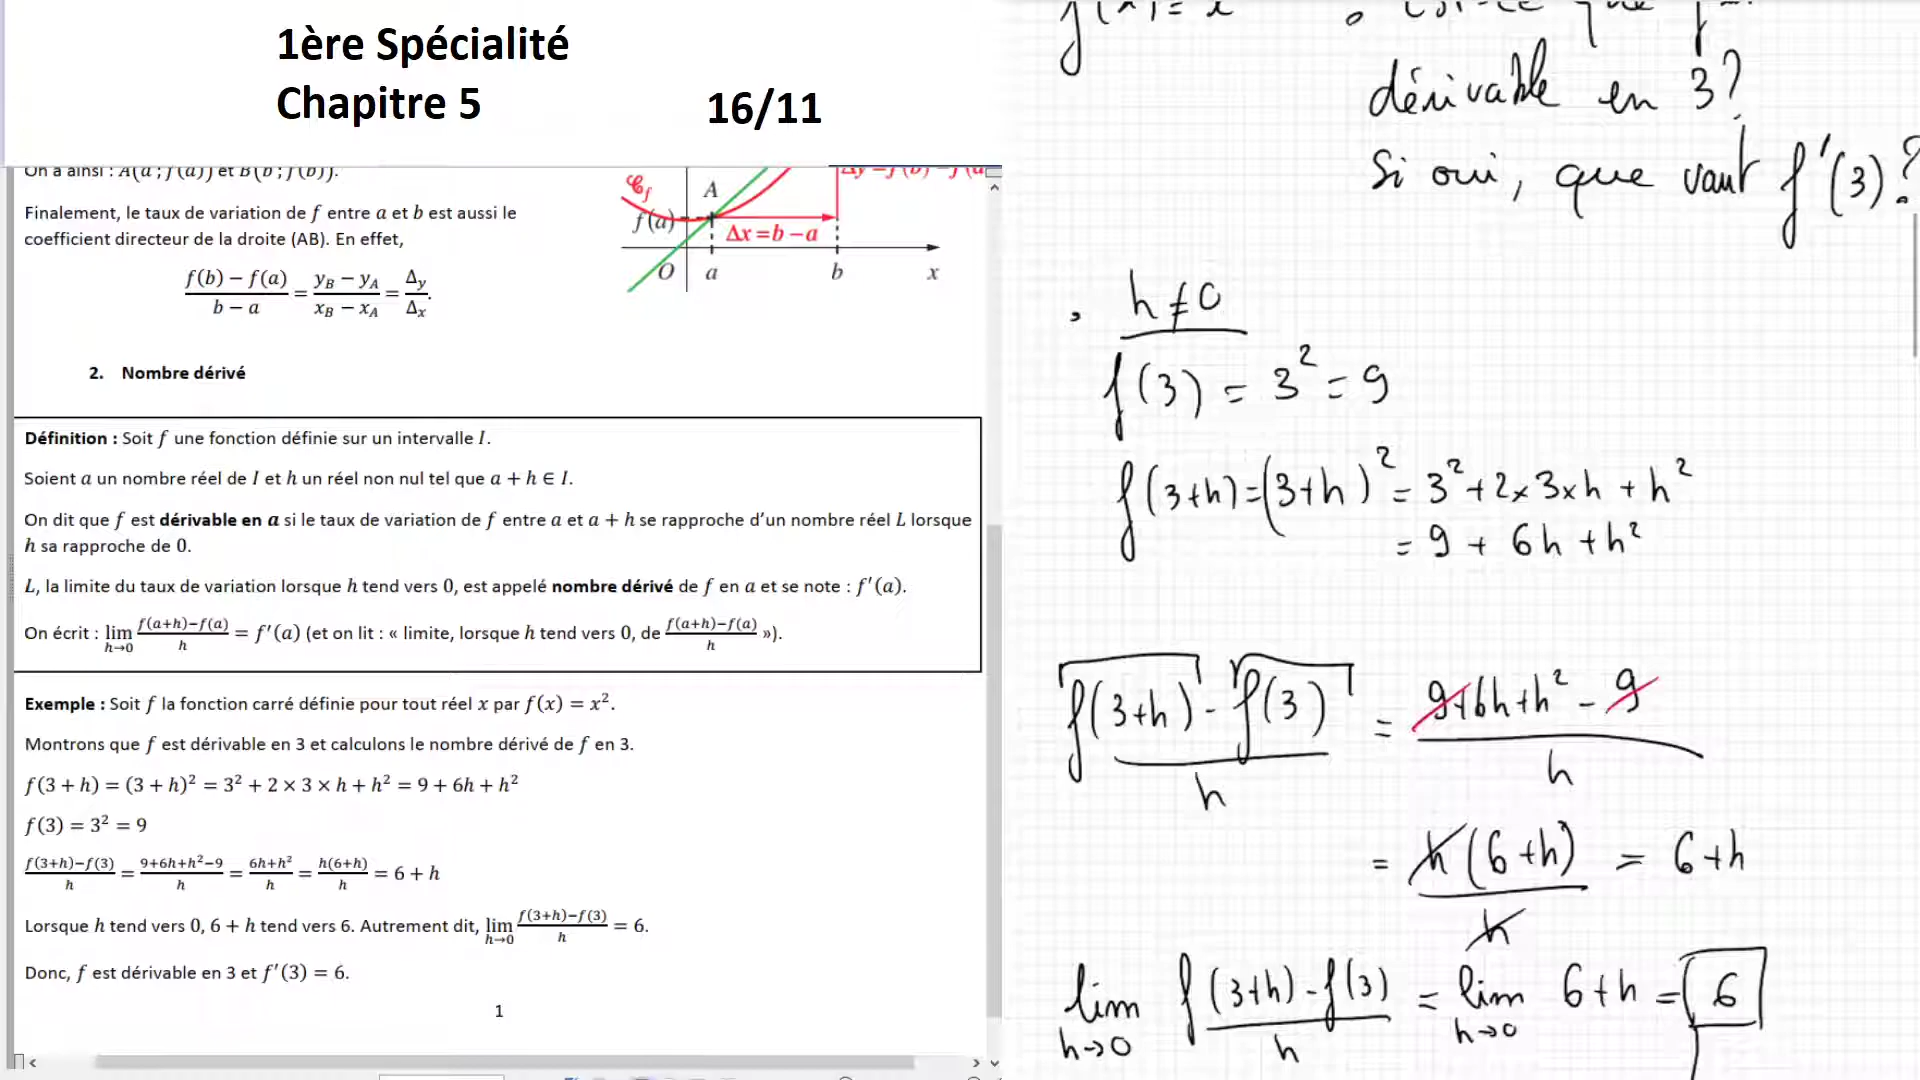 1ère Spécialité
Chapitre 5 16/11
On a ainsi : A(a ; f(a)) et B(b ; f(b)).
Finalement, le taux de variation de f entre a et b est aussi le
coefficient directeur de la droite (AB). En effet,
(f(b) − f(a))/(b − a) = (y_B − y_A)/(x_B − x_A) = Δy/Δx.
𝒞f A Δy = f(b) − f(a
f(a)
Δx = b − a
O a b x
2. Nombre dérivé
Définition : Soit f une fonction définie sur un intervalle I.
Soient a un nombre réel de I et h un réel non nul tel que a + h ∈ I.
On dit que f est dérivable en a si le taux de variation de f entre a et a + h se rapproche d'un nombre réel L lorsque
h sa rapproche de 0.
L, la limite du taux de variation lorsque h tend vers 0, est appelé nombre dérivé de f en a et se note : f′(a).
On écrit : lim h→0 (f(a+h)−f(a))/h = f′(a) (et on lit : « limite, lorsque h tend vers 0, de (f(a+h)−f(a))/h »).
Exemple : Soit f la fonction carré définie pour tout réel x par f(x) = x².
Montrons que f est dérivable en 3 et calculons le nombre dérivé de f en 3.
f(3 + h) = (3 + h)² = 3² + 2 × 3 × h + h² = 9 + 6h + h²
f(3) = 3² = 9
(f(3+h)−f(3))/h = (9+6h+h²−9)/h = (6h+h²)/h = h(6+h)/h = 6 + h
Lorsque h tend vers 0, 6 + h tend vers 6. Autrement dit, lim h→0 (f(3+h)−f(3))/h = 6.
Donc, f est dérivable en 3 et f′(3) = 6.
1
dérivable en 3?
Si oui, que vaut f'(3)?
h ≠ 0
f(3) = 3² = 9
f(3+h) = (3+h)² = 3² + 2×3×h + h²
= 9 + 6h + h²
(f(3+h) - f(3))/h = (9+6h+h² - 9)/h
= h(6+h)/h = 6+h
lim h→0 (f(3+h) - f(3))/h = lim h→0 6+h = 6